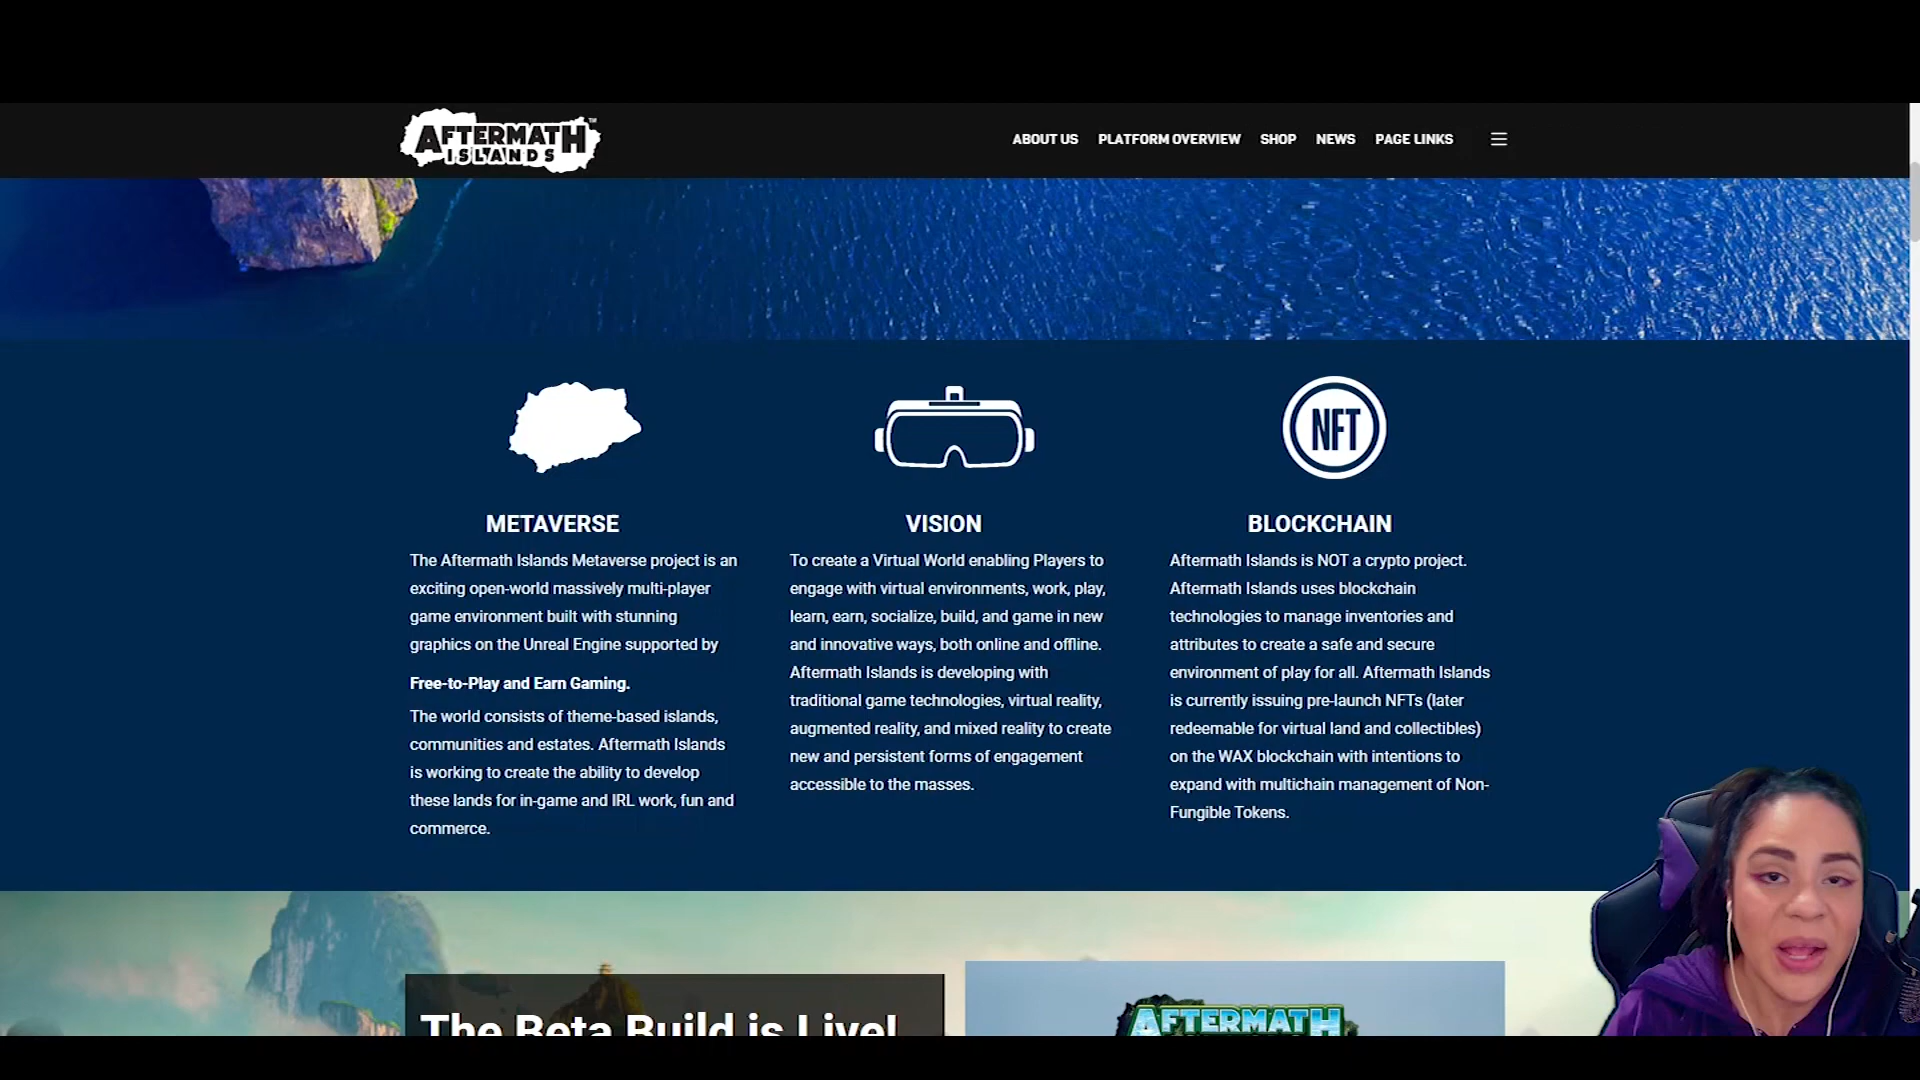 AFTERMATH
ISLANDS
TM
ABOUT US
PLATFORM OVERVIEW
SHOP
NEWS
PAGE LINKS
NFT
METAVERSE
The Aftermath Islands Metaverse project is an
exciting open-world massively multi-player
game environment built with stunning
graphics on the Unreal Engine supported by
Free-to-Play and Earn Gaming.
The world consists of theme-based islands,
communities and estates. Aftermath Islands
is working to create the ability to develop
these lands for in-game and IRL work, fun and
commerce.
VISION
To create a Virtual World enabling Players to
engage with virtual environments, work, play,
learn, earn, socialize, build, and game in new
and innovative ways, both online and offline.
Aftermath Islands is developing with
traditional game technologies, virtual reality,
augmented reality, and mixed reality to create
new and persistent forms of engagement
accessible to the masses.
BLOCKCHAIN
Aftermath Islands is NOT a crypto project.
Aftermath Islands uses blockchain
technologies to manage inventories and
attributes to create a safe and secure
environment of play for all. Aftermath Islands
is currently issuing pre-launch NFTs (later
redeemable for virtual land and collectibles)
on the WAX blockchain with intentions to
expand with multichain management of Non-
Fungible Tokens.
The Beta Build is Live!
AFTERMATH